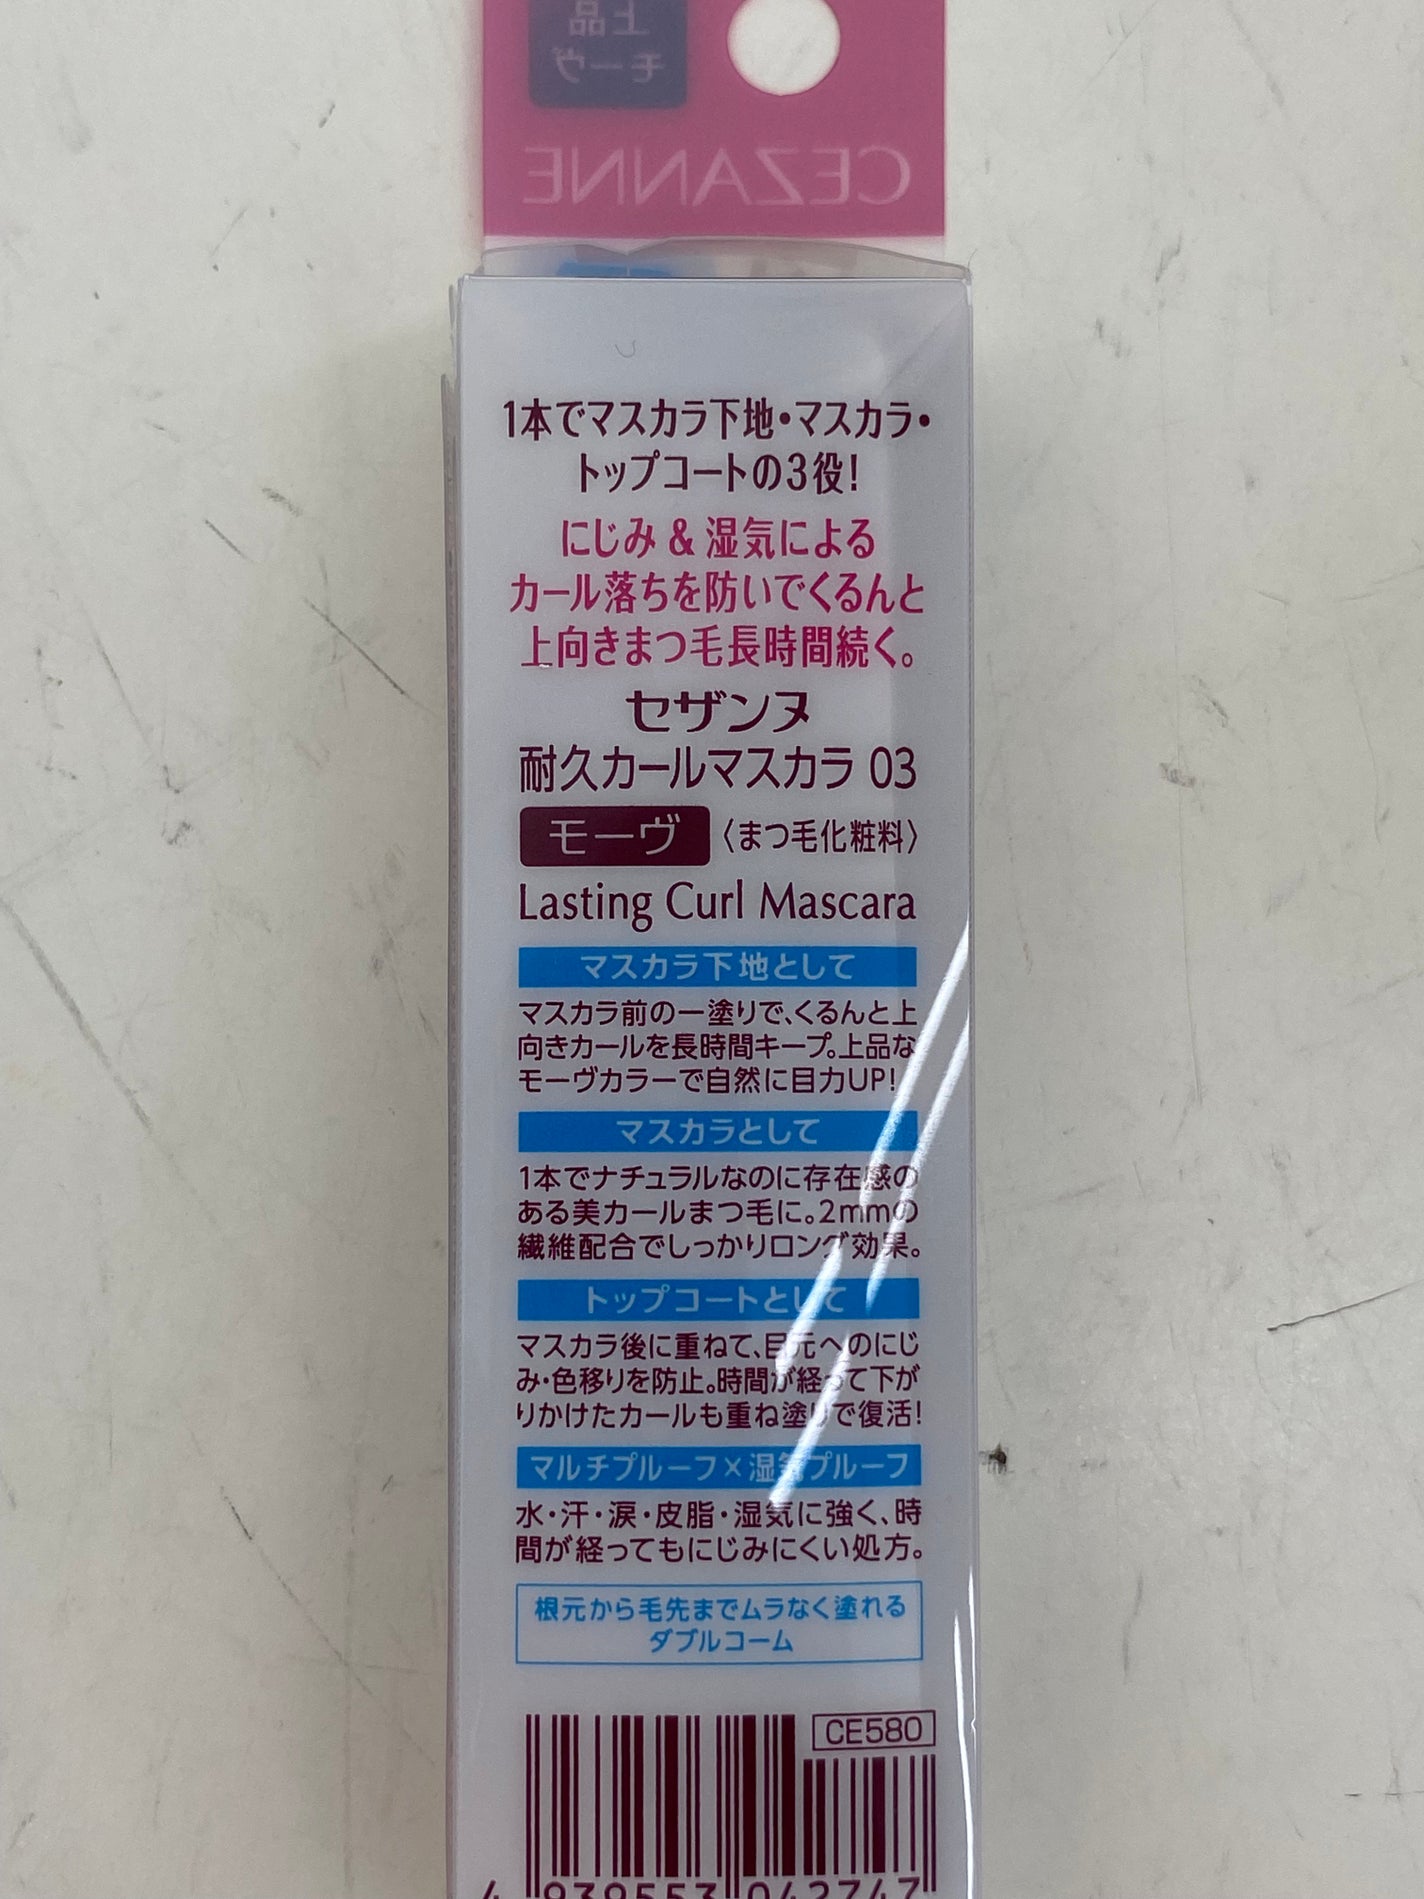 上品
モーヴ
CEZANNE
1本でマスカラ下地・マスカラ・
トップコートの3役!
にじみ & 湿気による
カール落ちを防いでくるんと
上向きまつ毛長時間続く。
セザンヌ
耐久カールマスカラ 03
モーヴ 〈まつ毛化粧料〉
Lasting Curl Mascara
マスカラ下地として
マスカラ前の一塗りで、くるんと上
向きカールを長時間キープ。上品な
モーヴカラーで自然に目力UP!
マスカラとして
1本でナチュラルなのに存在感の
ある美カールまつ毛に。2mmの
繊維配合でしっかりロング効果。
トップコートとして
マスカラ後に重ねて、目元へのにじ
み・色移りを防止。時間が経って下が
りかけたカールも重ね塗りで復活!
マルチプルーフ×湿気プルーフ
水・汗・涙・皮脂・湿気に強く、時
間が経ってもにじみにくい処方。
根元から毛先までムラなく塗れる
ダブルコーム
CE580
4 939553 042747